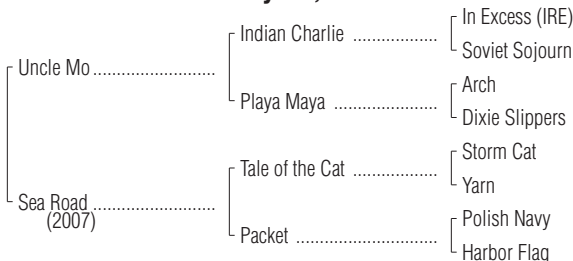 In Excess (IRE)
Indian Charlie ..................
Soviet Sojourn
Uncle Mo ..........................
Arch
Playa Maya ......................
Dixie Slippers
Storm Cat
Tale of the Cat ..................
Yarn
Sea Road ..........................
(2007)
Polish Navy
Packet ..............................
Harbor Flag